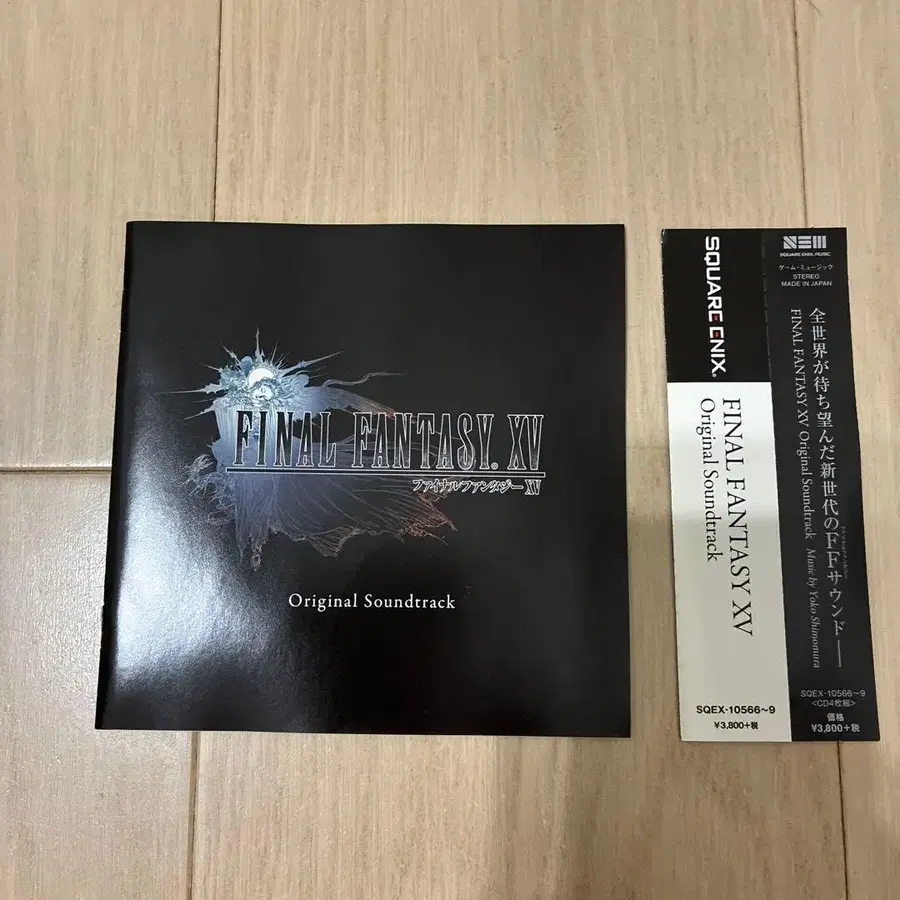 FINAL FANTASY. XV
ファイナルファンタジー XV
Original Soundtrack
SQUARE ENIX®
FINAL FANTASY XV
Original Soundtrack
SQEX-10566〜9
¥3,800+税
SQUARE ENIX MUSIC
ゲーム・ミュージック
STEREO
MADE IN JAPAN
全世界が待ち望んだ新世代のFFサウンド──
FINAL FANTASY XV Original Soundtrack Music by Yoko Shimomura
SQEX-10566〜9
<CD4枚組>
価格
¥3,800+税